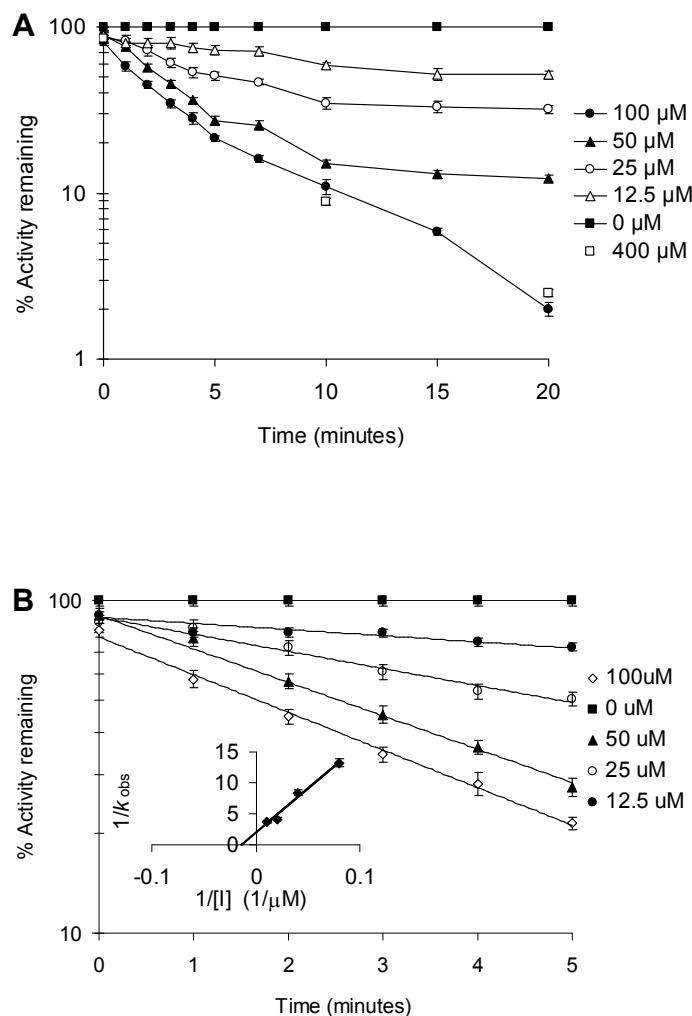 A
100
10
1
% Activity remaining
0 5 10 15 20
Time (minutes)
100 µM
50 µM
25 µM
12.5 µM
0 µM
400 µM
B
100
10
% Activity remaining
0 1 2 3 4 5
Time (minutes)
100uM
0 uM
50 uM
25 uM
12.5 uM
15
10
5
0
1/k obs
-0.1 0 0.1
1/[I] (1/µM)